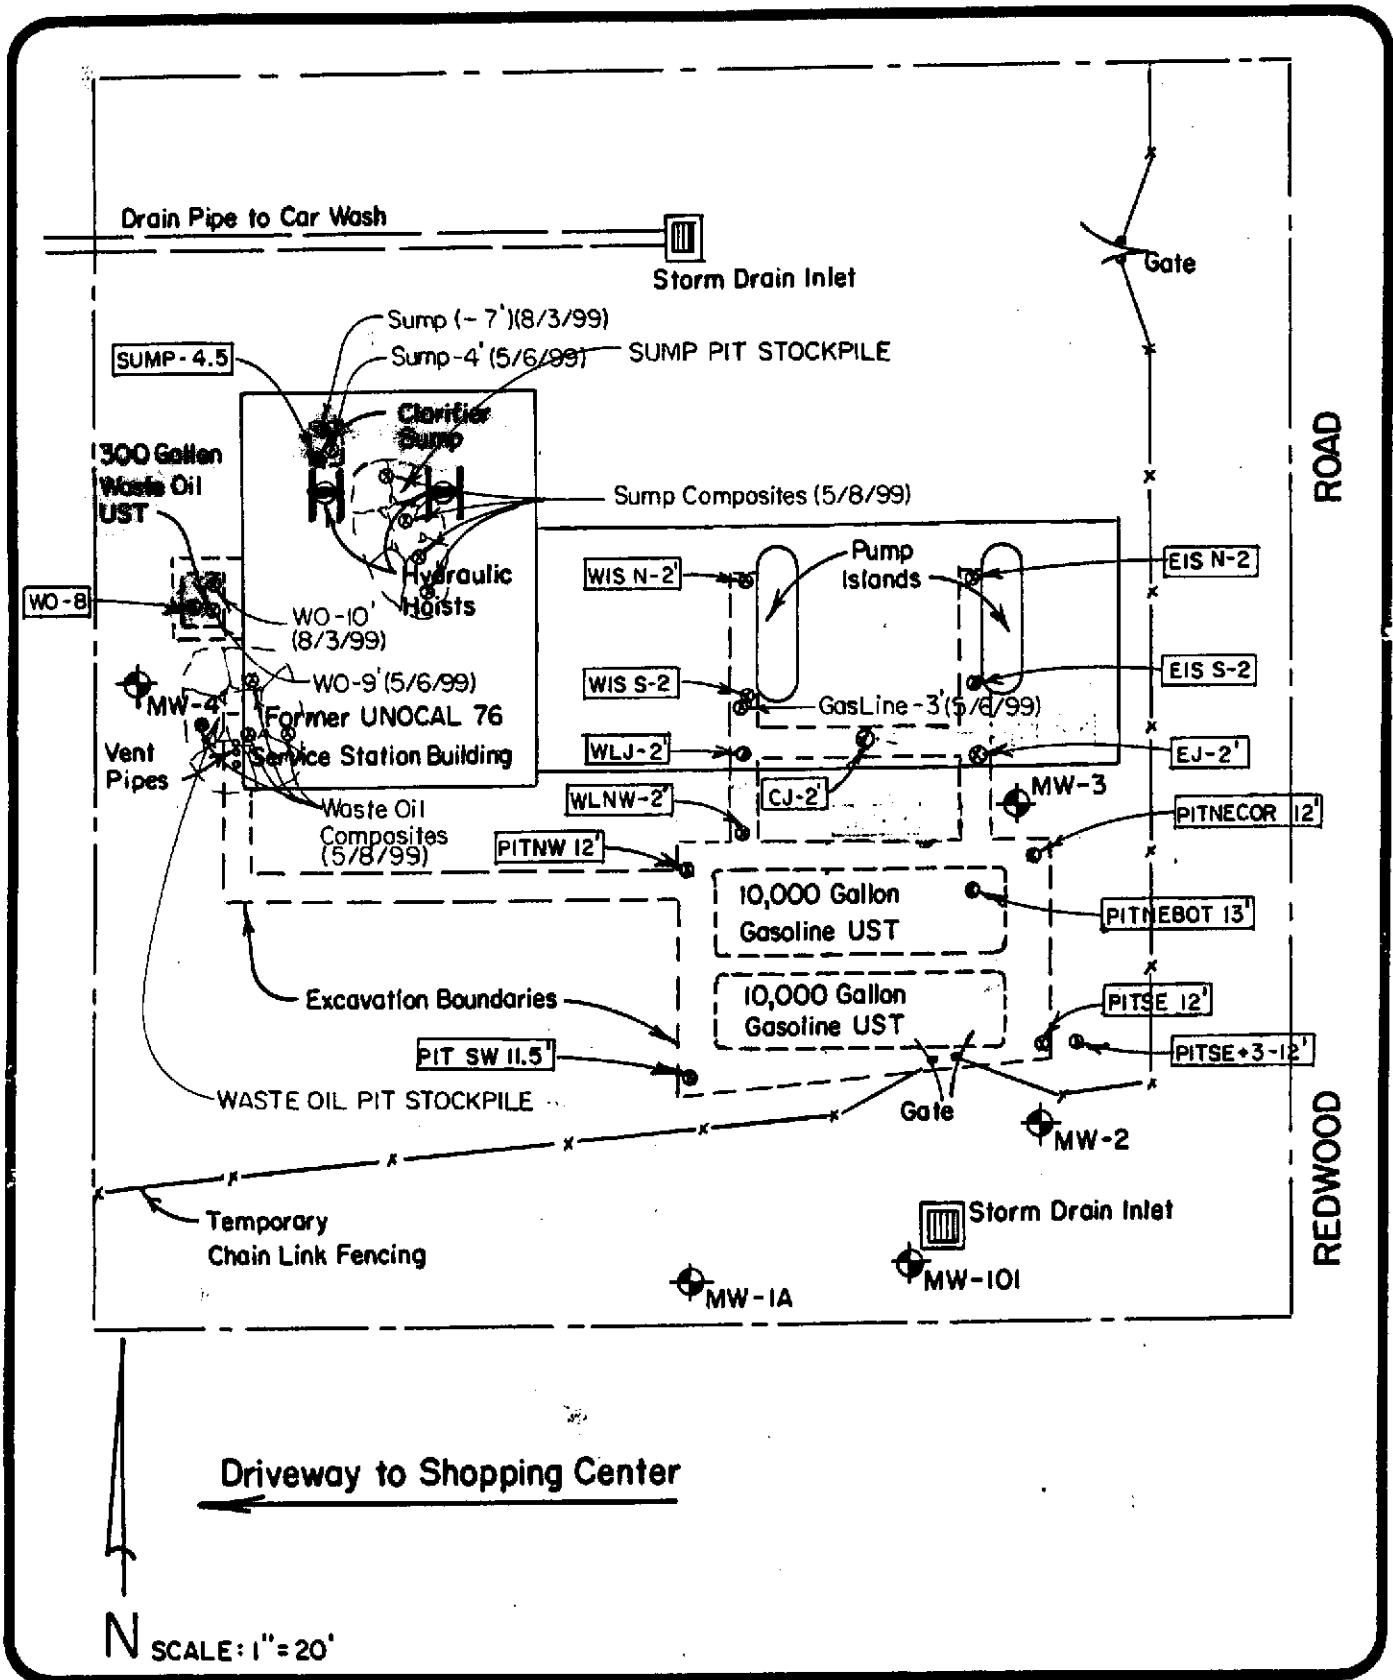 Drain Pipe to Car Wash
Storm Drain Inlet
Gate
Sump (-7')(8/3/99)
SUMP-4.5
Sump-4' (5/6/99)
SUMP PIT STOCKPILE
Clarifier
Sump
300 Gallon
Waste Oil
UST
Sump Composites (5/8/99)
ROAD
Hydraulic
Hoists
WIS N-2'
Pump
Islands
EIS N-2
WO-8
WO-10'
(8/3/99)
WO-9' (5/6/99)
WIS S-2
EIS S-2
MW-4
GasLine-3'(5/6/99)
Former UNOCAL 76
Service Station Building
Vent
Pipes
WLJ-2'
EJ-2'
WLNW-2'
CJ-2'
MW-3
Waste Oil
Composites
(5/8/99)
PITNECOR 12'
PITNW 12'
10,000 Gallon
Gasoline UST
PITNEBOT 13'
Excavation Boundaries
10,000 Gallon
Gasoline UST
PITSE 12'
PIT SW 11.5'
PITSE+3-12'
WASTE OIL PIT STOCKPILE
Gate
MW-2
REDWOOD
Temporary
Chain Link Fencing
Storm Drain Inlet
MW-101
MW-1A
Driveway to Shopping Center
N SCALE: 1"=20'